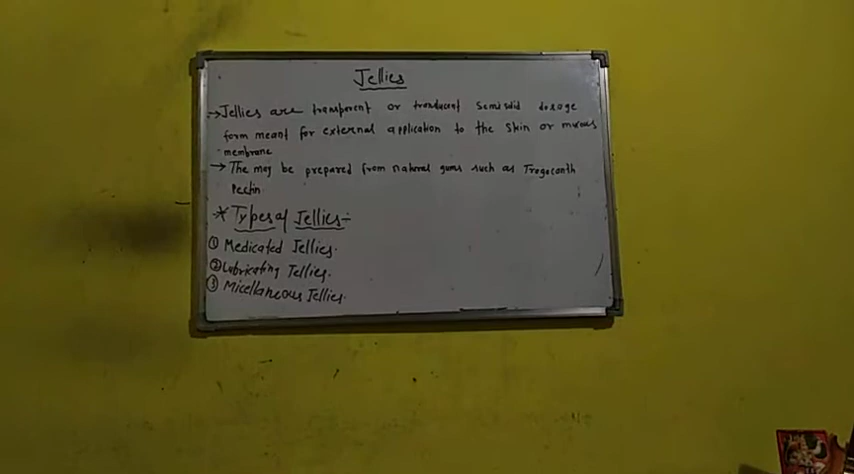 Jellies
→ Jellies are transperent or tranducent semisolid dosage
form meant for external application to the skin or mucous
membrane
→ The may be prepared from natural gums such as Tragacanth
Pectin
* Types of Jellies :-
① Medicated Jellies.
② Lubricating Jellies.
③ Micellaneous Jellies.